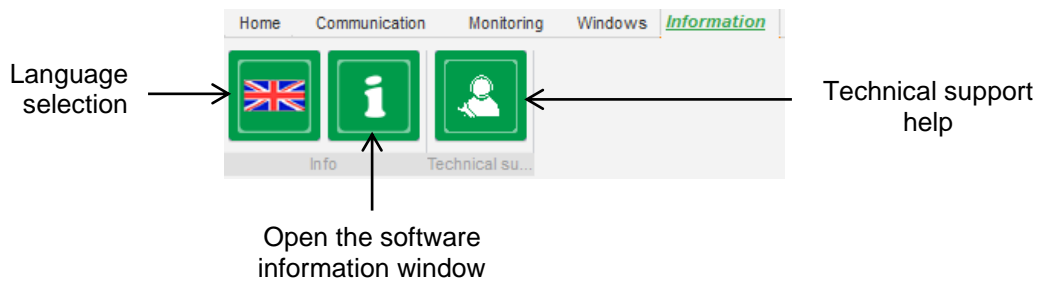 Home Communication Monitoring Windows Information
Language
selection
i
Technical support
help
Info Technical su...
Open the software
information window